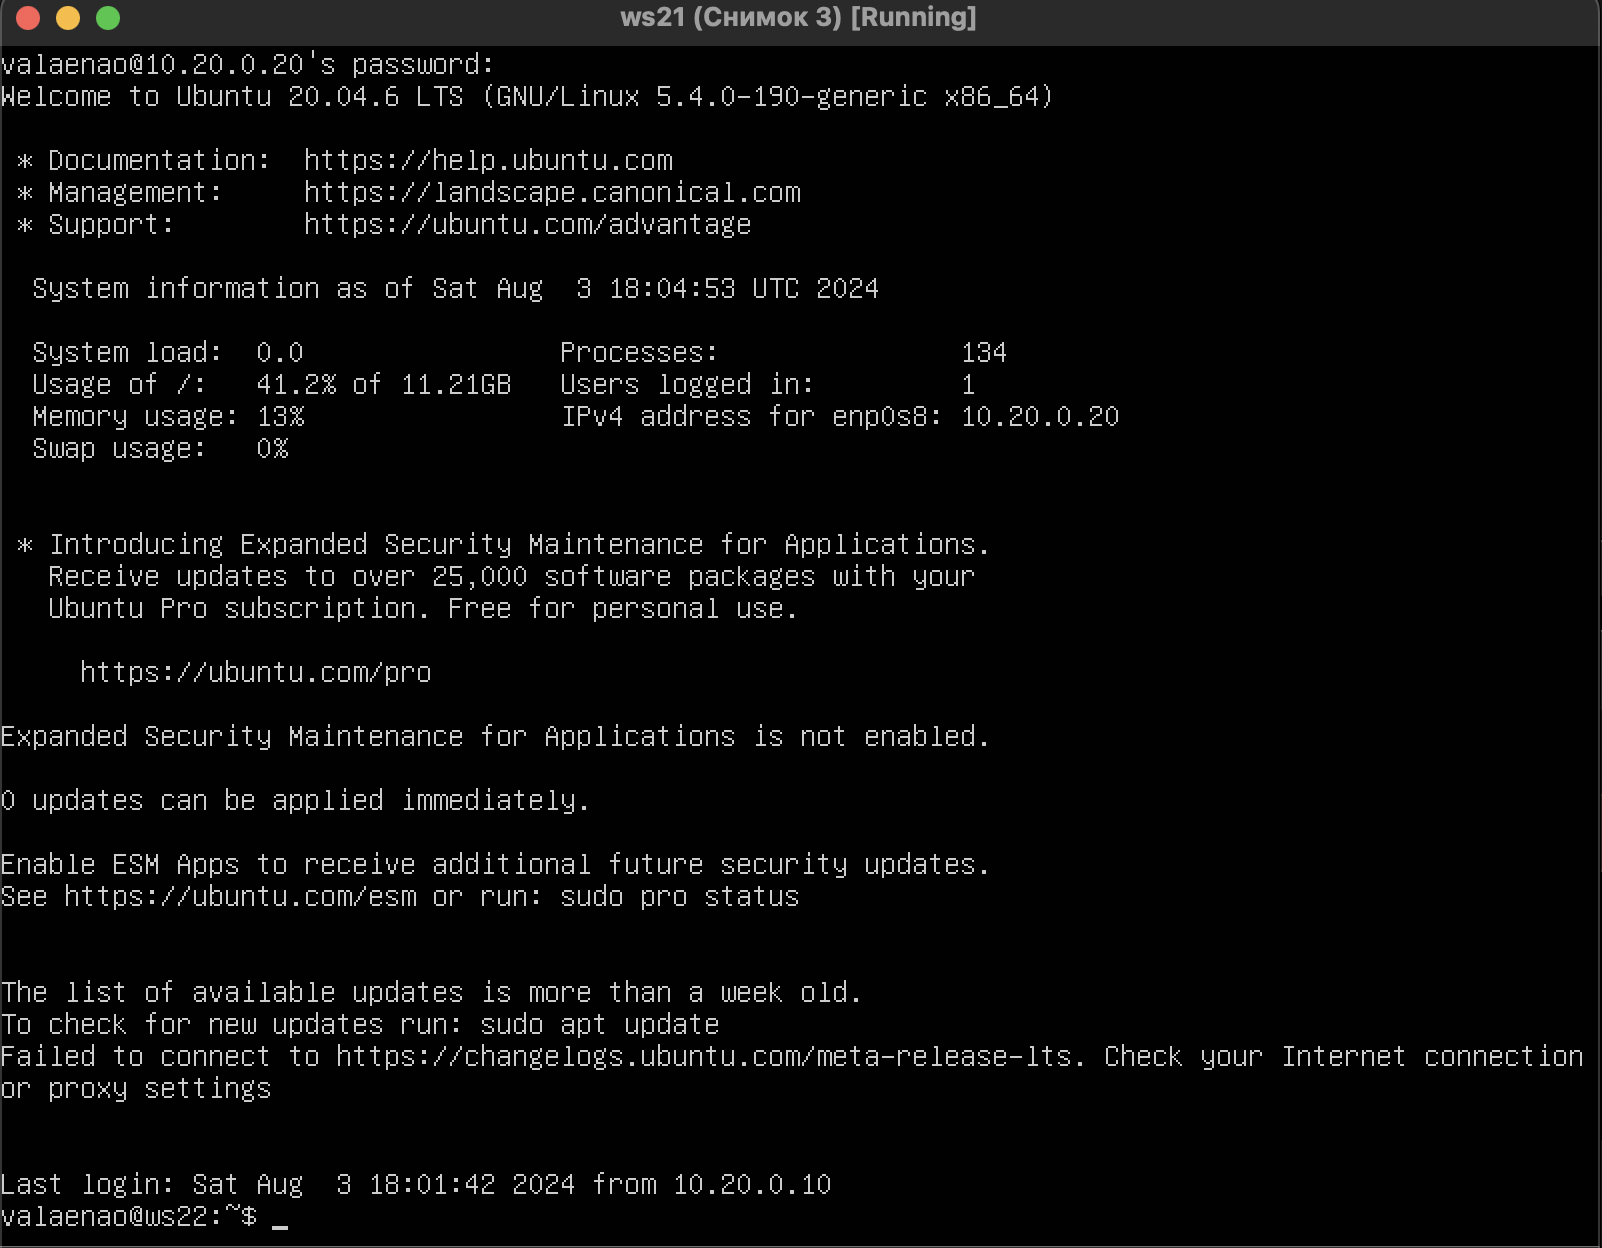 ws21 (Снимок 3) [Running]
valaenao@10.20.0.20's password:
Welcome to Ubuntu 20.04.6 LTS (GNU/Linux 5.4.0-190-generic x86_64)
* Documentation:  https://help.ubuntu.com
* Management:     https://landscape.canonical.com
* Support:        https://ubuntu.com/advantage
System information as of Sat Aug  3 18:04:53 UTC 2024
System load:  0.0                Processes:               134
Usage of /:   41.2% of 11.21GB   Users logged in:         1
Memory usage: 13%                IPv4 address for enp0s8: 10.20.0.20
Swap usage:   0%
* Introducing Expanded Security Maintenance for Applications.
Receive updates to over 25,000 software packages with your
Ubuntu Pro subscription. Free for personal use.
https://ubuntu.com/pro
Expanded Security Maintenance for Applications is not enabled.
0 updates can be applied immediately.
Enable ESM Apps to receive additional future security updates.
See https://ubuntu.com/esm or run: sudo pro status
The list of available updates is more than a week old.
To check for new updates run: sudo apt update
Failed to connect to https://changelogs.ubuntu.com/meta-release-lts. Check your Internet connection
or proxy settings
Last login: Sat Aug  3 18:01:42 2024 from 10.20.0.10
valaenao@ws22:~$ _